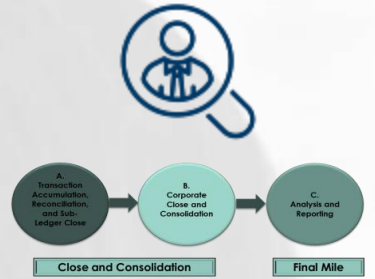 A.
Transaction
Accumulation,
Reconciliation,
and Sub-
Ledger Close
B.
Corporate
Close and
Consolidation
C.
Analysis and
Reporting
Close and Consolidation
Final Mile